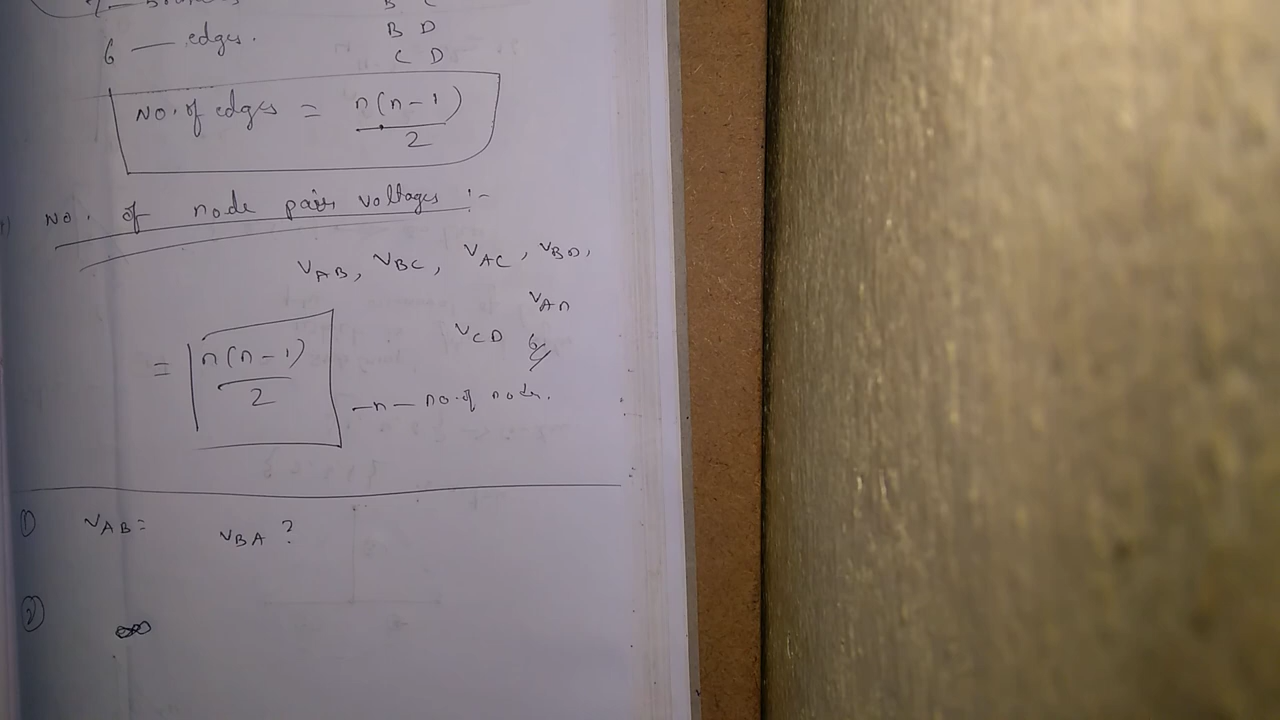 B C
6 — edges.
B D
C D
No. of edges = n(n-1)
2
No. of node pair voltages :-
VAB, VBC, VAC, VBD,
VAD
VCD 6
= n(n-1)
2
-n- no. of node.
① VAB = VBA ?
②